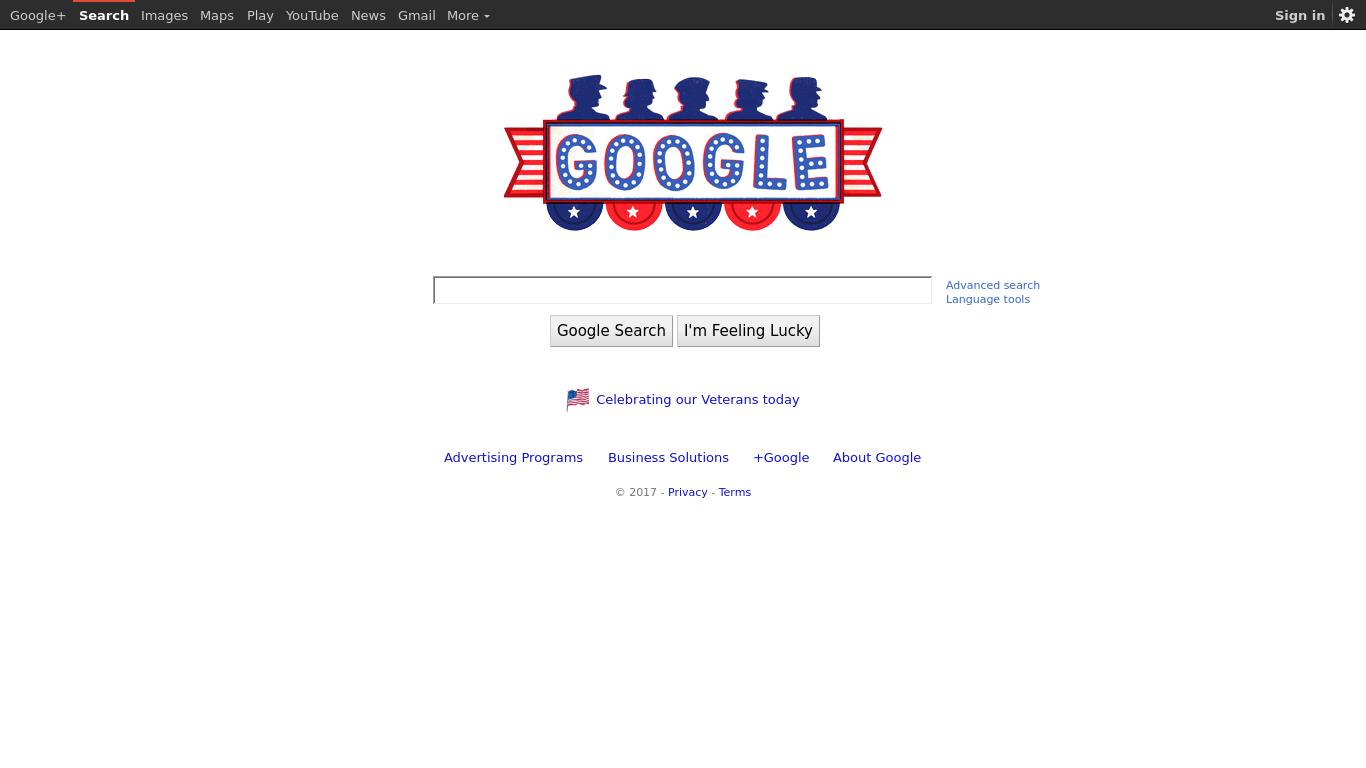 Google+ Search Images Maps Play YouTube News Gmail More Sign in
GOOGLE
Advanced search
Language tools
Google Search I'm Feeling Lucky
Celebrating our Veterans today
Advertising Programs Business Solutions +Google About Google
© 2017 - Privacy - Terms